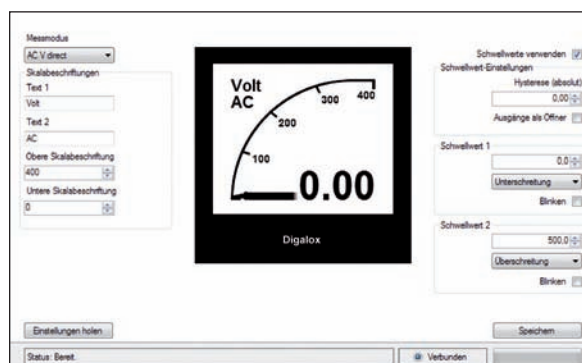 Messmodus
AC V direct
Skalabeschriftungen
Text 1
Volt
Text 2
AC
Obere Skalabeschriftung
400
Untere Skalabeschriftung
0
Einstellungen holen
Volt
AC
100
200
300
400
0.00
Digalox
Schwellwerte verwenden
Schwellwert-Einstellungen
Hysterese (absolut)
0,00
Ausgänge als Öffner
Schwellwert 1
0,0
Unterschreitung
Blinken
Schwellwert 2
500,0
Überschreitung
Blinken
Speichern
Status: Bereit.
Verbunden